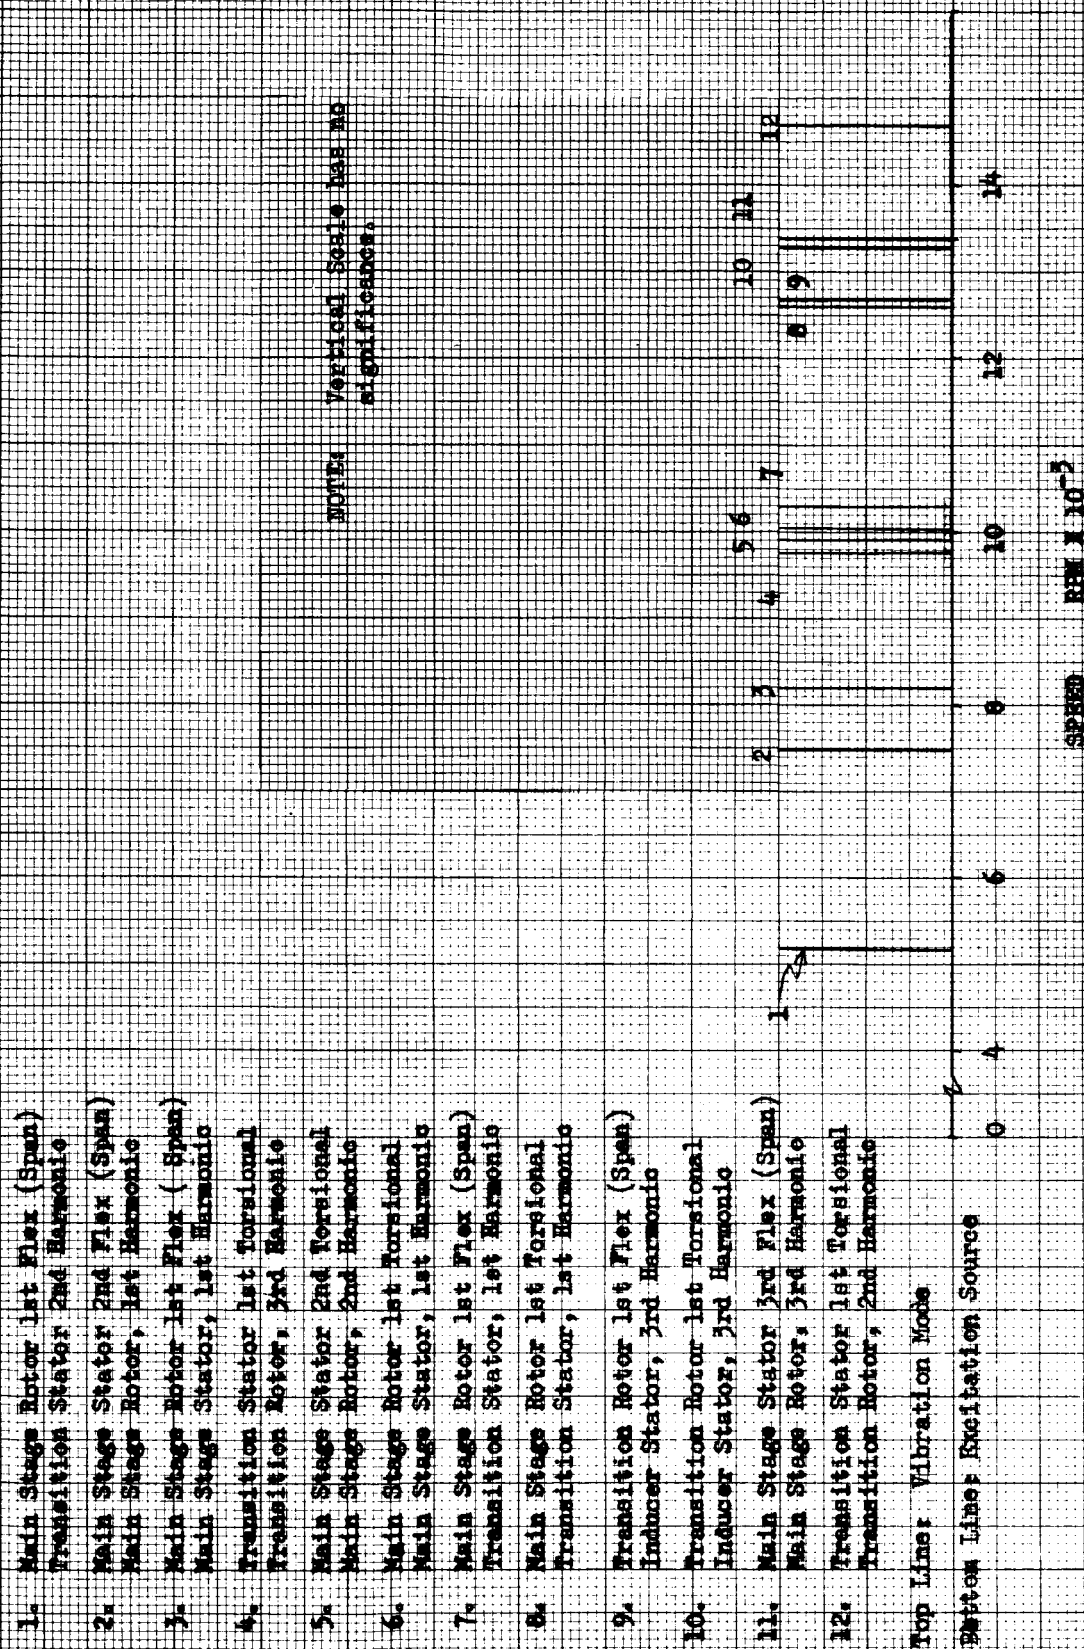 1. Main Stage Rotor 1st Flex (Span)
Transition Stator 2nd Harmonic
2. Main Stage Stator 2nd Flex (Span)
Main Stage Rotor, 1st Harmonic
3. Main Stage Rotor 1st Flex ( Span)
Main Stage Stator, 1st Harmonic
4. Transition Stator 1st Torsional
Transition Rotor, 3rd Harmonic
5. Main Stage Stator 2nd Torsional
Main Stage Rotor, 2nd Harmonic
6. Main Stage Rotor 1st Torsional
Main Stage Stator, 1st Harmonic
7. Main Stage Rotor 1st Flex (Span)
Transition Stator, 1st Harmonic
8. Main Stage Rotor 1st Torsional
Transition Stator, 1st Harmonic
9. Transition Rotor 1st Flex (Span)
Inducer Stator, 3rd Harmonic
10. Transition Rotor 1st Torsional
Inducer Stator, 3rd Harmonic
11. Main Stage Stator 3rd Flex (Span)
Main Stage Rotor, 3rd Harmonic
12. Transition Stator 1st Torsional
Transition Rotor, 2nd Harmonic
Top Line: Vibration Mode
Bottom Line: Excitation Source
NOTE: Vertical Scale has no
significance.
5 6 10 11
1 2 3 4 7 12
8 9
0 4 6 8 10 12 14
SPEED RPM X 10⁻³